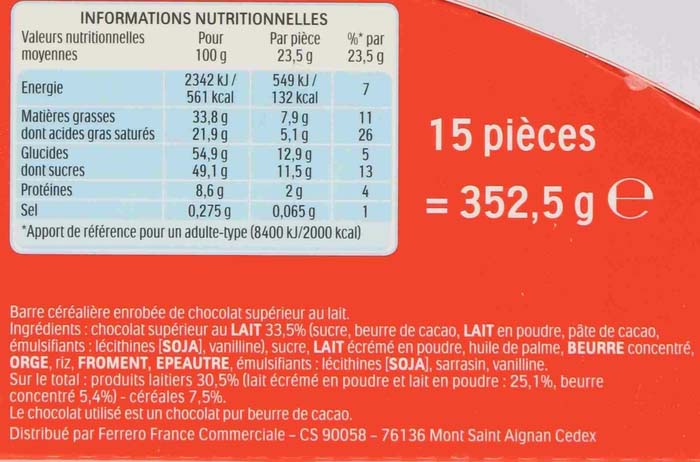 INFORMATIONS NUTRITIONNELLES
Valeurs nutritionnelles Pour Par pièce %* par
moyennes 100 g 23,5 g 23,5 g
Energie 2342 kJ / 549 kJ / 7
561 kcal 132 kcal
Matières grasses 33,8 g 7,9 g 11
dont acides gras saturés 21,9 g 5,1 g 26
Glucides 54,9 g 12,9 g 5
dont sucres 49,1 g 11,5 g 13
Protéines 8,6 g 2 g 4
Sel 0,275 g 0,065 g 1
*Apport de référence pour un adulte-type (8400 kJ/2000 kcal)
15 pièces
= 352,5 g ℮
Barre céréalière enrobée de chocolat supérieur au lait.
Ingrédients : chocolat supérieur au LAIT 33,5% (sucre, beurre de cacao, LAIT en poudre, pâte de cacao,
émulsifiants : lécithines [SOJA], vanilline), sucre, LAIT écrémé en poudre, huile de palme, BEURRE concentré,
ORGE, riz, FROMENT, EPEAUTRE, émulsifiants : lécithines [SOJA], sarrasin, vanilline.
Sur le total : produits laitiers 30,5% (lait écrémé en poudre et lait en poudre : 25,1%, beurre
concentré 5,4%) - céréales 7,5%.
Le chocolat utilisé est un chocolat pur beurre de cacao.
Distribué par Ferrero France Commerciale – CS 90058 – 76136 Mont Saint Aignan Cedex